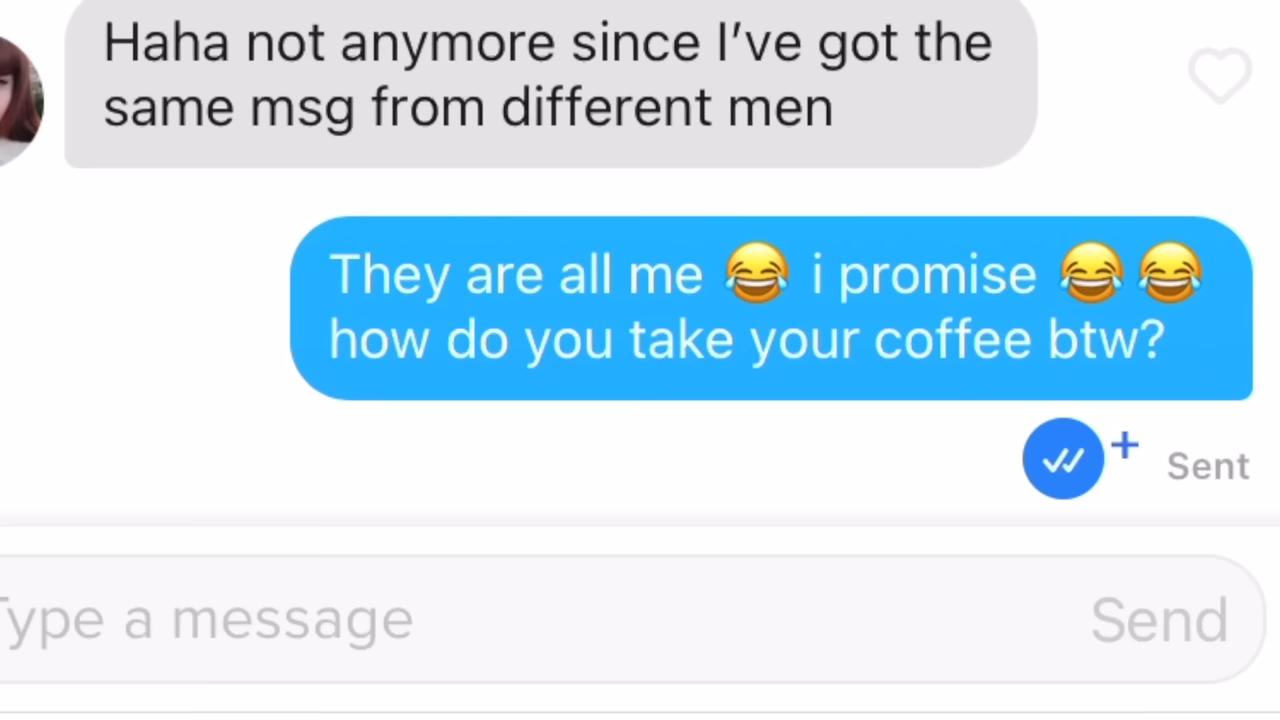 Haha not anymore since I’ve got the
same msg from different men
They are all me 😂 i promise 😂😂
how do you take your coffee btw?
Sent
Type a message
Send